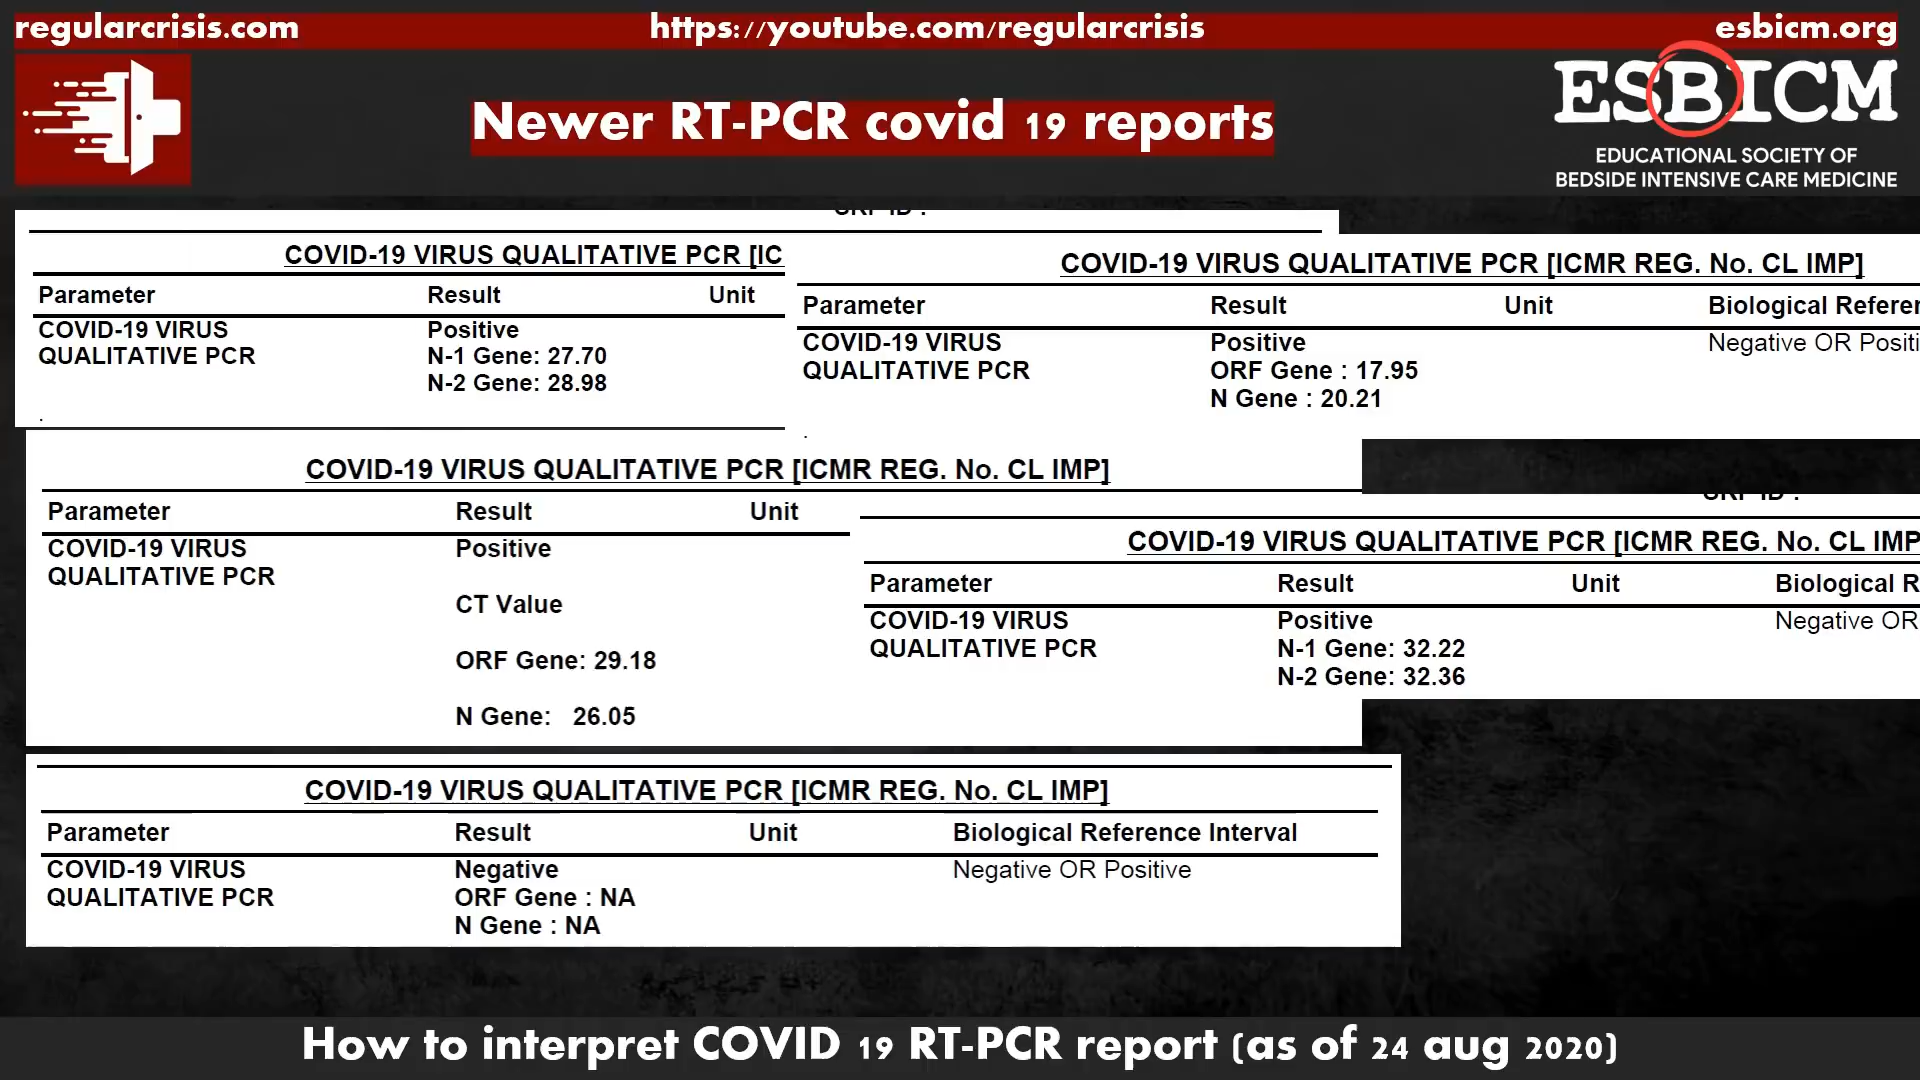 regularcrisis.com
https://youtube.com/regularcrisis
esbicm.org
ESBICM
EDUCATIONAL SOCIETY OF
BEDSIDE INTENSIVE CARE MEDICINE
Newer RT-PCR covid 19 reports
COVID-19 VIRUS QUALITATIVE PCR [IC
Parameter Result Unit
COVID-19 VIRUS Positive
QUALITATIVE PCR N-1 Gene: 27.70
N-2 Gene: 28.98
.
COVID-19 VIRUS QUALITATIVE PCR [ICMR REG. No. CL IMP]
Parameter Result Unit Biological Refer
COVID-19 VIRUS Positive Negative OR Positi
QUALITATIVE PCR ORF Gene : 17.95
N Gene : 20.21
.
COVID-19 VIRUS QUALITATIVE PCR [ICMR REG. No. CL IMP]
Parameter Result Unit
COVID-19 VIRUS Positive
QUALITATIVE PCR
CT Value
ORF Gene: 29.18
N Gene: 26.05
COVID-19 VIRUS QUALITATIVE PCR [ICMR REG. No. CL IMP
Parameter Result Unit Biological R
COVID-19 VIRUS Positive Negative OR
QUALITATIVE PCR N-1 Gene: 32.22
N-2 Gene: 32.36
COVID-19 VIRUS QUALITATIVE PCR [ICMR REG. No. CL IMP]
Parameter Result Unit Biological Reference Interval
COVID-19 VIRUS Negative Negative OR Positive
QUALITATIVE PCR ORF Gene : NA
N Gene : NA
How to interpret COVID 19 RT-PCR report (as of 24 aug 2020)